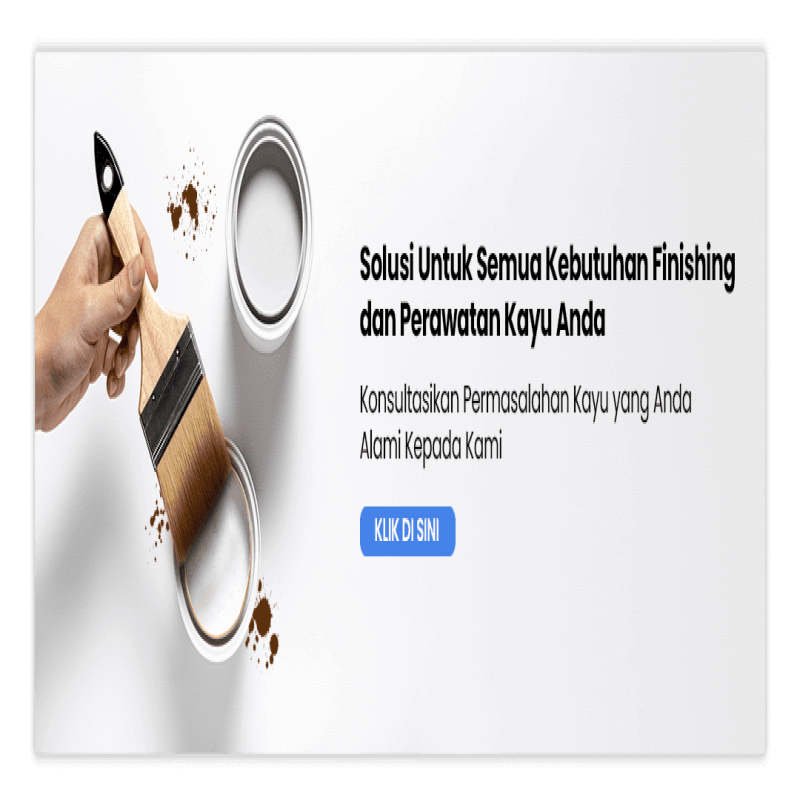 Solusi Untuk Semua Kebutuhan Finishing
dan Perawatan Kayu Anda
Konsultasikan Permasalahan Kayu yang Anda
Alami Kepada Kami
KLIK DI SINI